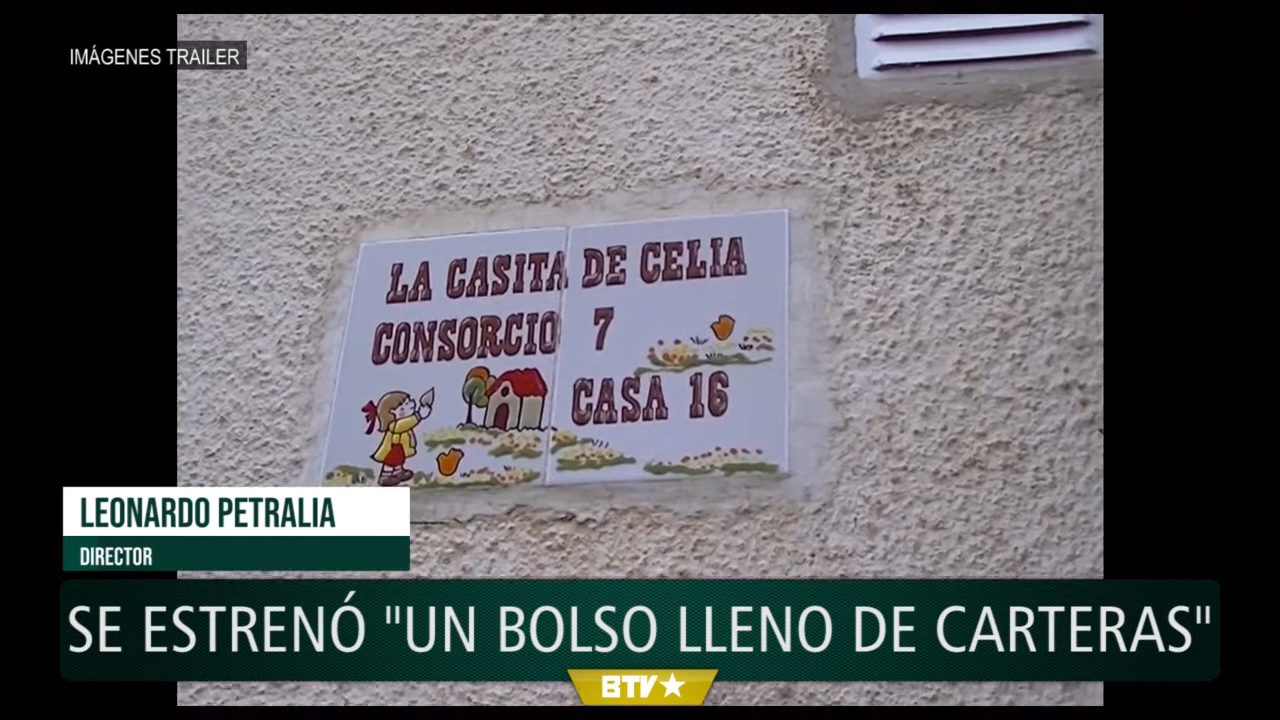 IMÁGENES TRAILER
LA CASITA DE CELIA
CONSORCIO 7
CASA 16
LEONARDO PETRALIA
DIRECTOR
SE ESTRENÓ "UN BOLSO LLENO DE CARTERAS"
BTV